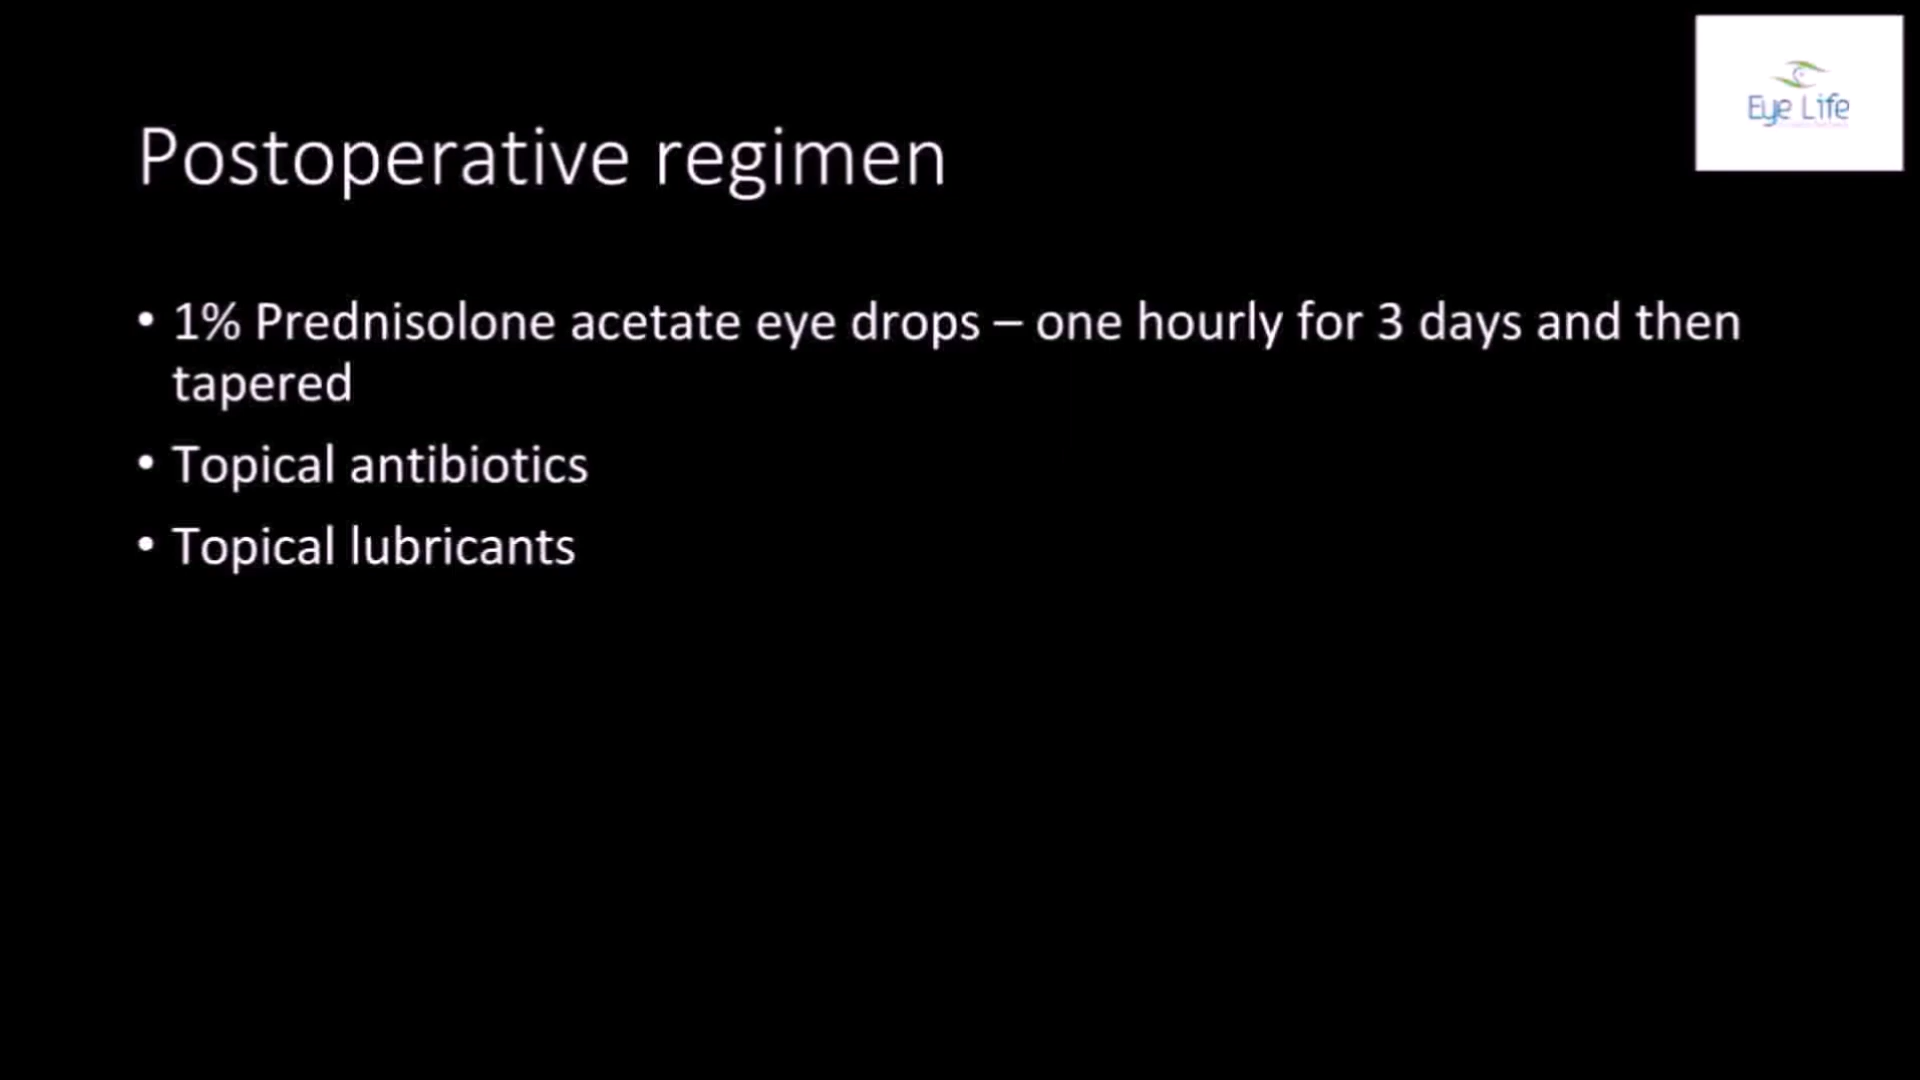 Eye Life
Postoperative regimen
• 1% Prednisolone acetate eye drops – one hourly for 3 days and then
tapered
• Topical antibiotics
• Topical lubricants